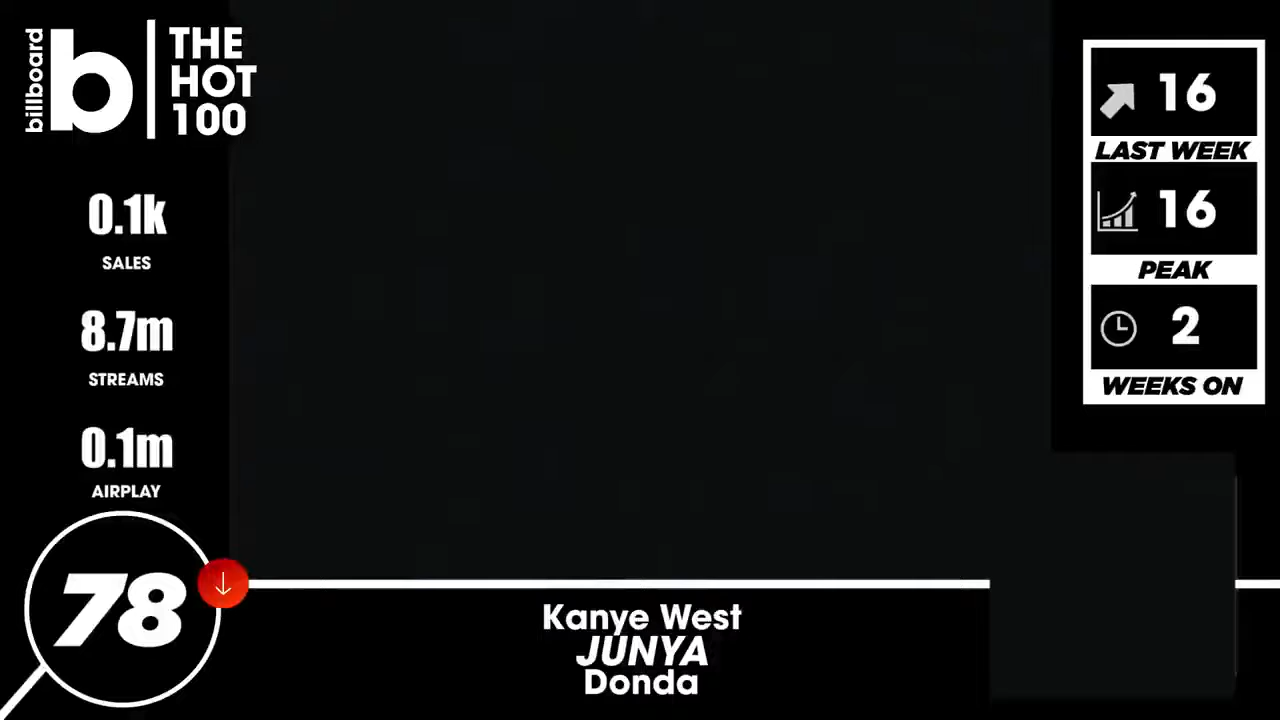 billboard
b
THE
HOT
100
0.1k
SALES
8.7m
STREAMS
0.1m
AIRPLAY
78
Kanye West
JUNYA
Donda
16
LAST WEEK
16
PEAK
2
WEEKS ON